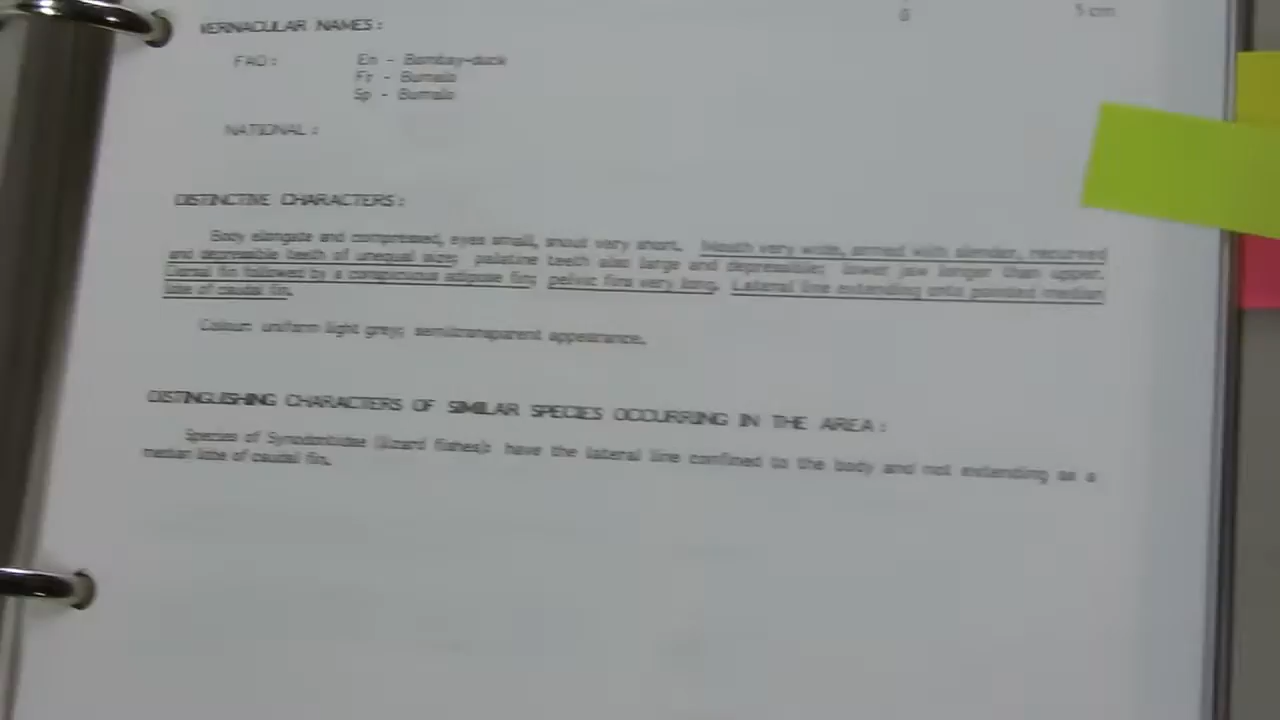 0 5 cm
VERNACULAR NAMES :
FAO : En - Bombay-duck
Fr - Bumalo
Sp - Bumalo
NATIONAL :
DISTINCTIVE CHARACTERS :
Body elongate and compressed, eyes small, snout very short. Mouth very wide, armed with slender, recurved
and depressible teeth of unequal size; palatine teeth also large and depressible; lower jaw longer than upper.
Dorsal fin followed by a conspicuous adipose fin; pelvic fins very long. Lateral line extending onto pointed median
lobe of caudal fin.
Colour: uniform light grey; semitransparent appearance.
DISTINGUISHING CHARACTERS OF SIMILAR SPECIES OCCURRING IN THE AREA :
Species of Synodontidae (lizard fishes): have the lateral line confined to the body and not extending as a
median lobe of caudal fin.